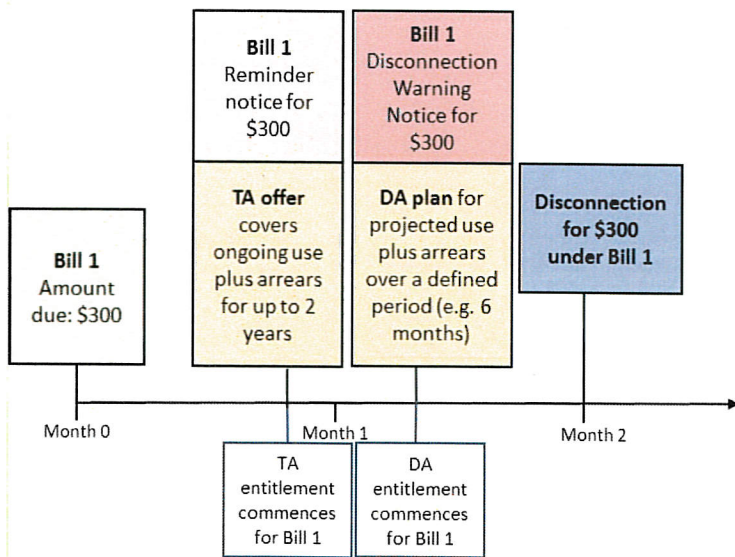 Bill 1
Amount
due: $300
Bill 1
Reminder
notice for
$300
TA offer
covers
ongoing use
plus arrears
for up to 2
years
Bill 1
Disconnection
Warning
Notice for
$300
DA plan for
projected use
plus arrears
over a defined
period (e.g. 6
months)
Disconnection
for $300
under Bill 1
Month 0
Month 1
Month 2
TA
entitlement
commences
for Bill 1
DA
entitlement
commences
for Bill 1